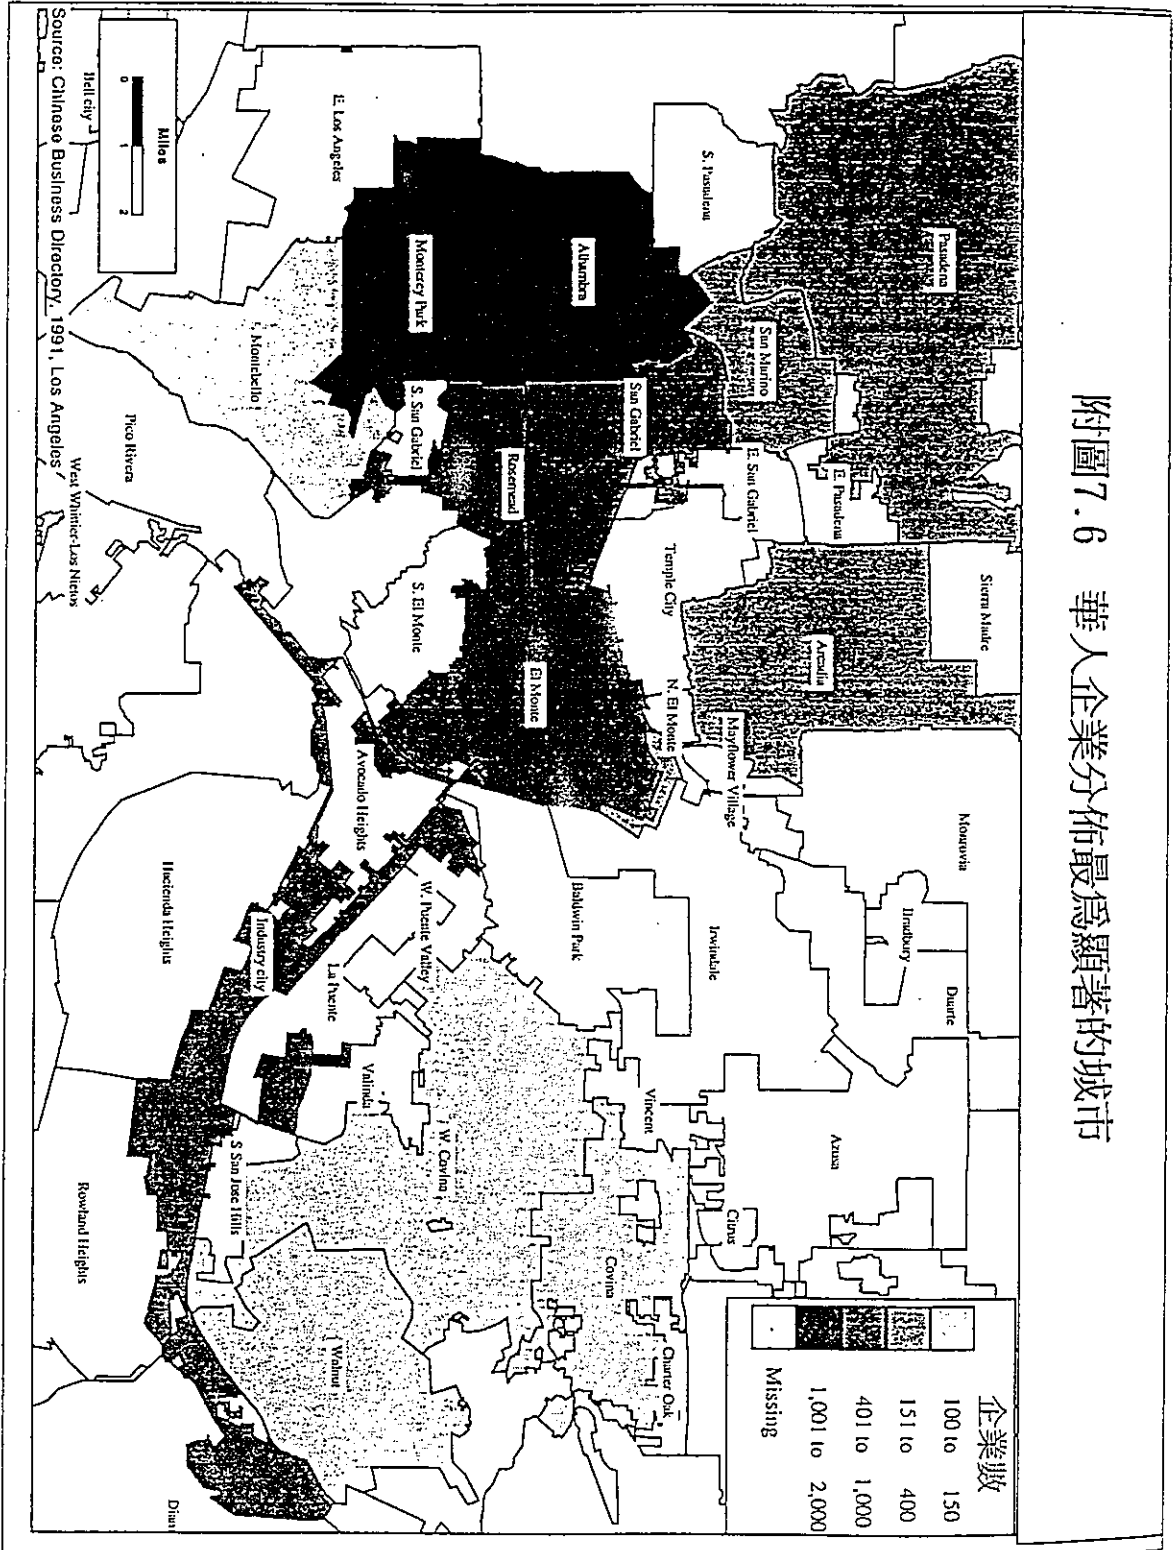 附圖7.6 華人企業分佈最爲顯著的城市
企業數
100 to 150
151 to 400
401 to 1,000
1,001 to 2,000
Missing
Pasadena
Sierra Madre
Monrovia
Bradbury
Duarte
Azusa
S. Pasadena
San Marino
E. Pasadena
Arcadia
E. San Gabriel
Mayflower Village
Irwindale
Citrus
Alhambra
San Gabriel
Temple City
N. El Monte
Vincent
Charter Oak
Covina
Rosemead
El Monte
Baldwin Park
Monterey Park
S. San Gabriel
S. El Monte
W. Puente Valley
W. Covina
E. Los Angeles
Avocado Heights
La Puente
Valinda
Walnut
Montebello
Industry city
S San Jose Hills
Pico Rivera
Hacienda Heights
Rowland Heights
West Whittier-Los Nietos
Bell city
Miles
0 1 2
Source: Chinese Business Directory, 1991, Los Angeles